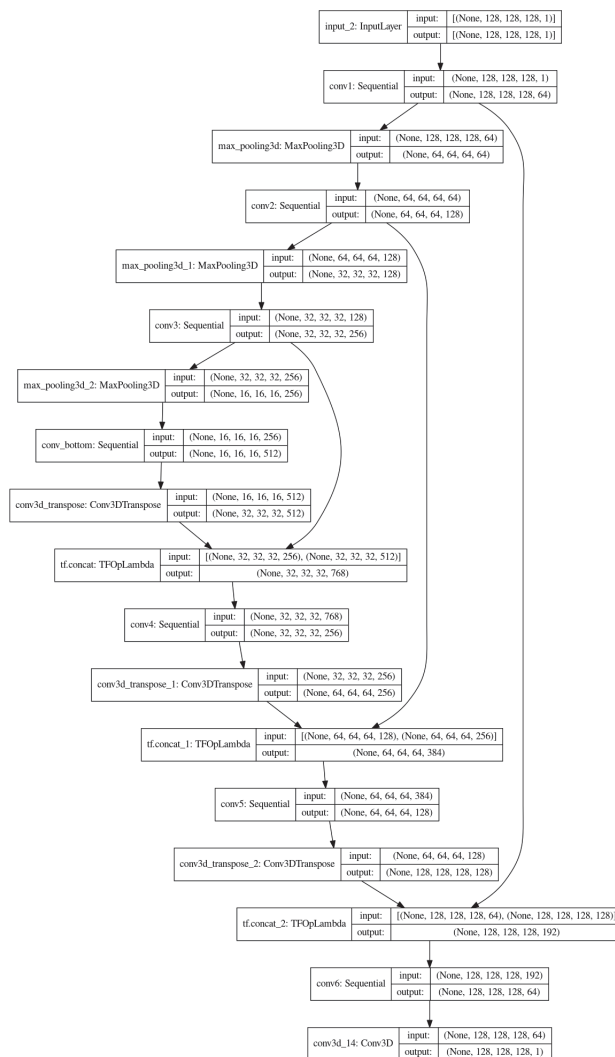 input_2: InputLayer input: [(None, 128, 128, 128, 1)]
output: [(None, 128, 128, 128, 1)]
conv1: Sequential input: (None, 128, 128, 128, 1)
output: (None, 128, 128, 128, 64)
max_pooling3d: MaxPooling3D input: (None, 128, 128, 128, 64)
output: (None, 64, 64, 64, 64)
conv2: Sequential input: (None, 64, 64, 64, 64)
output: (None, 64, 64, 64, 128)
max_pooling3d_1: MaxPooling3D input: (None, 64, 64, 64, 128)
output: (None, 32, 32, 32, 128)
conv3: Sequential input: (None, 32, 32, 32, 128)
output: (None, 32, 32, 32, 256)
max_pooling3d_2: MaxPooling3D input: (None, 32, 32, 32, 256)
output: (None, 16, 16, 16, 256)
conv_bottom: Sequential input: (None, 16, 16, 16, 256)
output: (None, 16, 16, 16, 512)
conv3d_transpose: Conv3DTranspose input: (None, 16, 16, 16, 512)
output: (None, 32, 32, 32, 512)
tf.concat: TFOpLambda input: [(None, 32, 32, 32, 256), (None, 32, 32, 32, 512)]
output: (None, 32, 32, 32, 768)
conv4: Sequential input: (None, 32, 32, 32, 768)
output: (None, 32, 32, 32, 256)
conv3d_transpose_1: Conv3DTranspose input: (None, 32, 32, 32, 256)
output: (None, 64, 64, 64, 256)
tf.concat_1: TFOpLambda input: [(None, 64, 64, 64, 128), (None, 64, 64, 64, 256)]
output: (None, 64, 64, 64, 384)
conv5: Sequential input: (None, 64, 64, 64, 384)
output: (None, 64, 64, 64, 128)
conv3d_transpose_2: Conv3DTranspose input: (None, 64, 64, 64, 128)
output: (None, 128, 128, 128, 128)
tf.concat_2: TFOpLambda input: [(None, 128, 128, 128, 64), (None, 128, 128, 128, 128)]
output: (None, 128, 128, 128, 192)
conv6: Sequential input: (None, 128, 128, 128, 192)
output: (None, 128, 128, 128, 64)
conv3d_14: Conv3D input: (None, 128, 128, 128, 64)
output: (None, 128, 128, 128, 1)